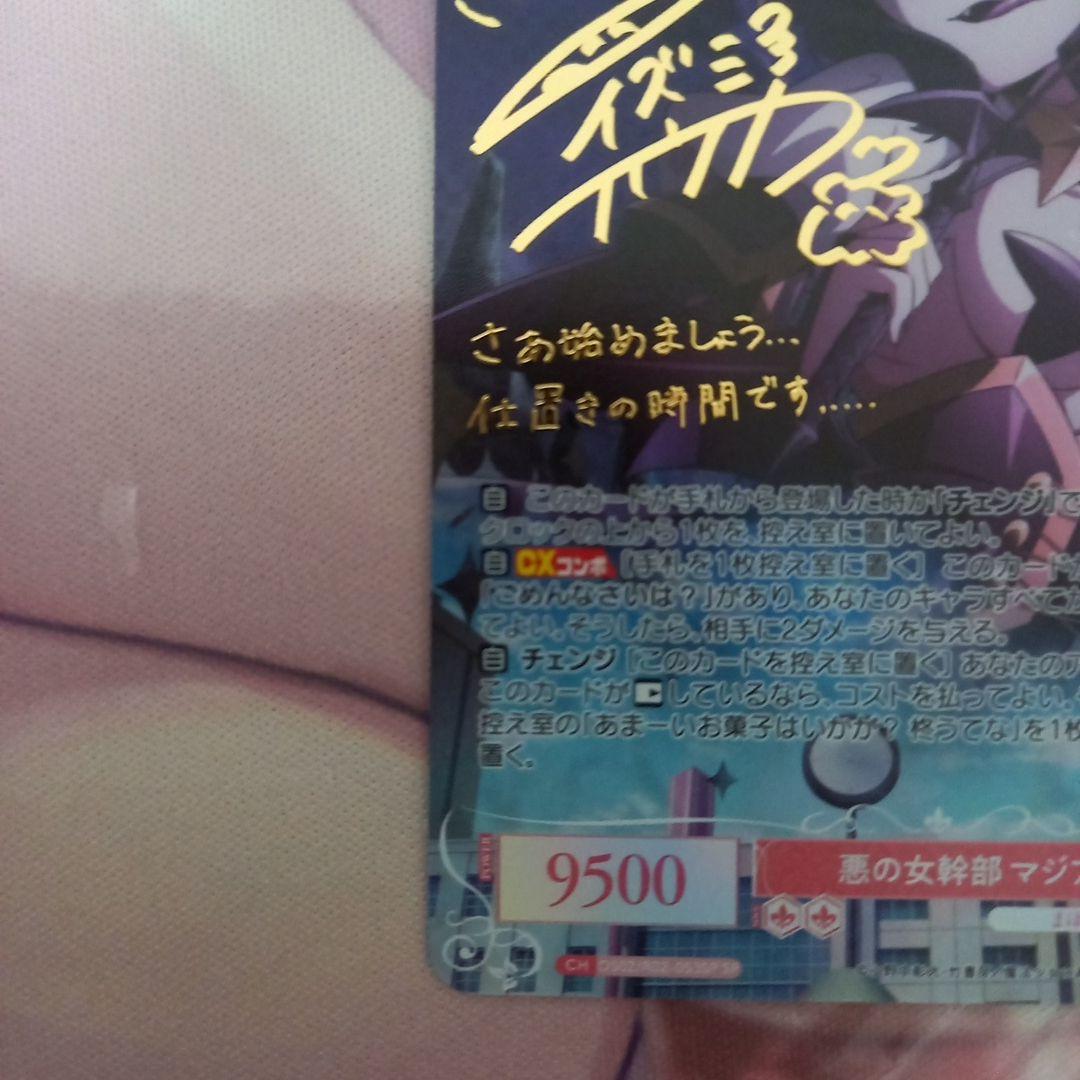 さあ始めましょう...
仕置きの時間です.....
自 このカードが手札から登場した時か「チェンジ」で
クロックの上から1枚を、控え室に置いてよい。
自 CXコンボ [手札を1枚控え室に置く] このカードが
「ごめんなさいは？」があり、あなたのキャラすべてが
てよい。そうしたら、相手に2ダメージを与える。
自 チェンジ [このカードを控え室に置く] あなたの
このカードが しているなら、コストを払ってよい。
控え室の「あまーいお菓子はいかが？ 柊うてな」を1枚
置く。
POWER
9500
悪の女幹部 マジア
CH